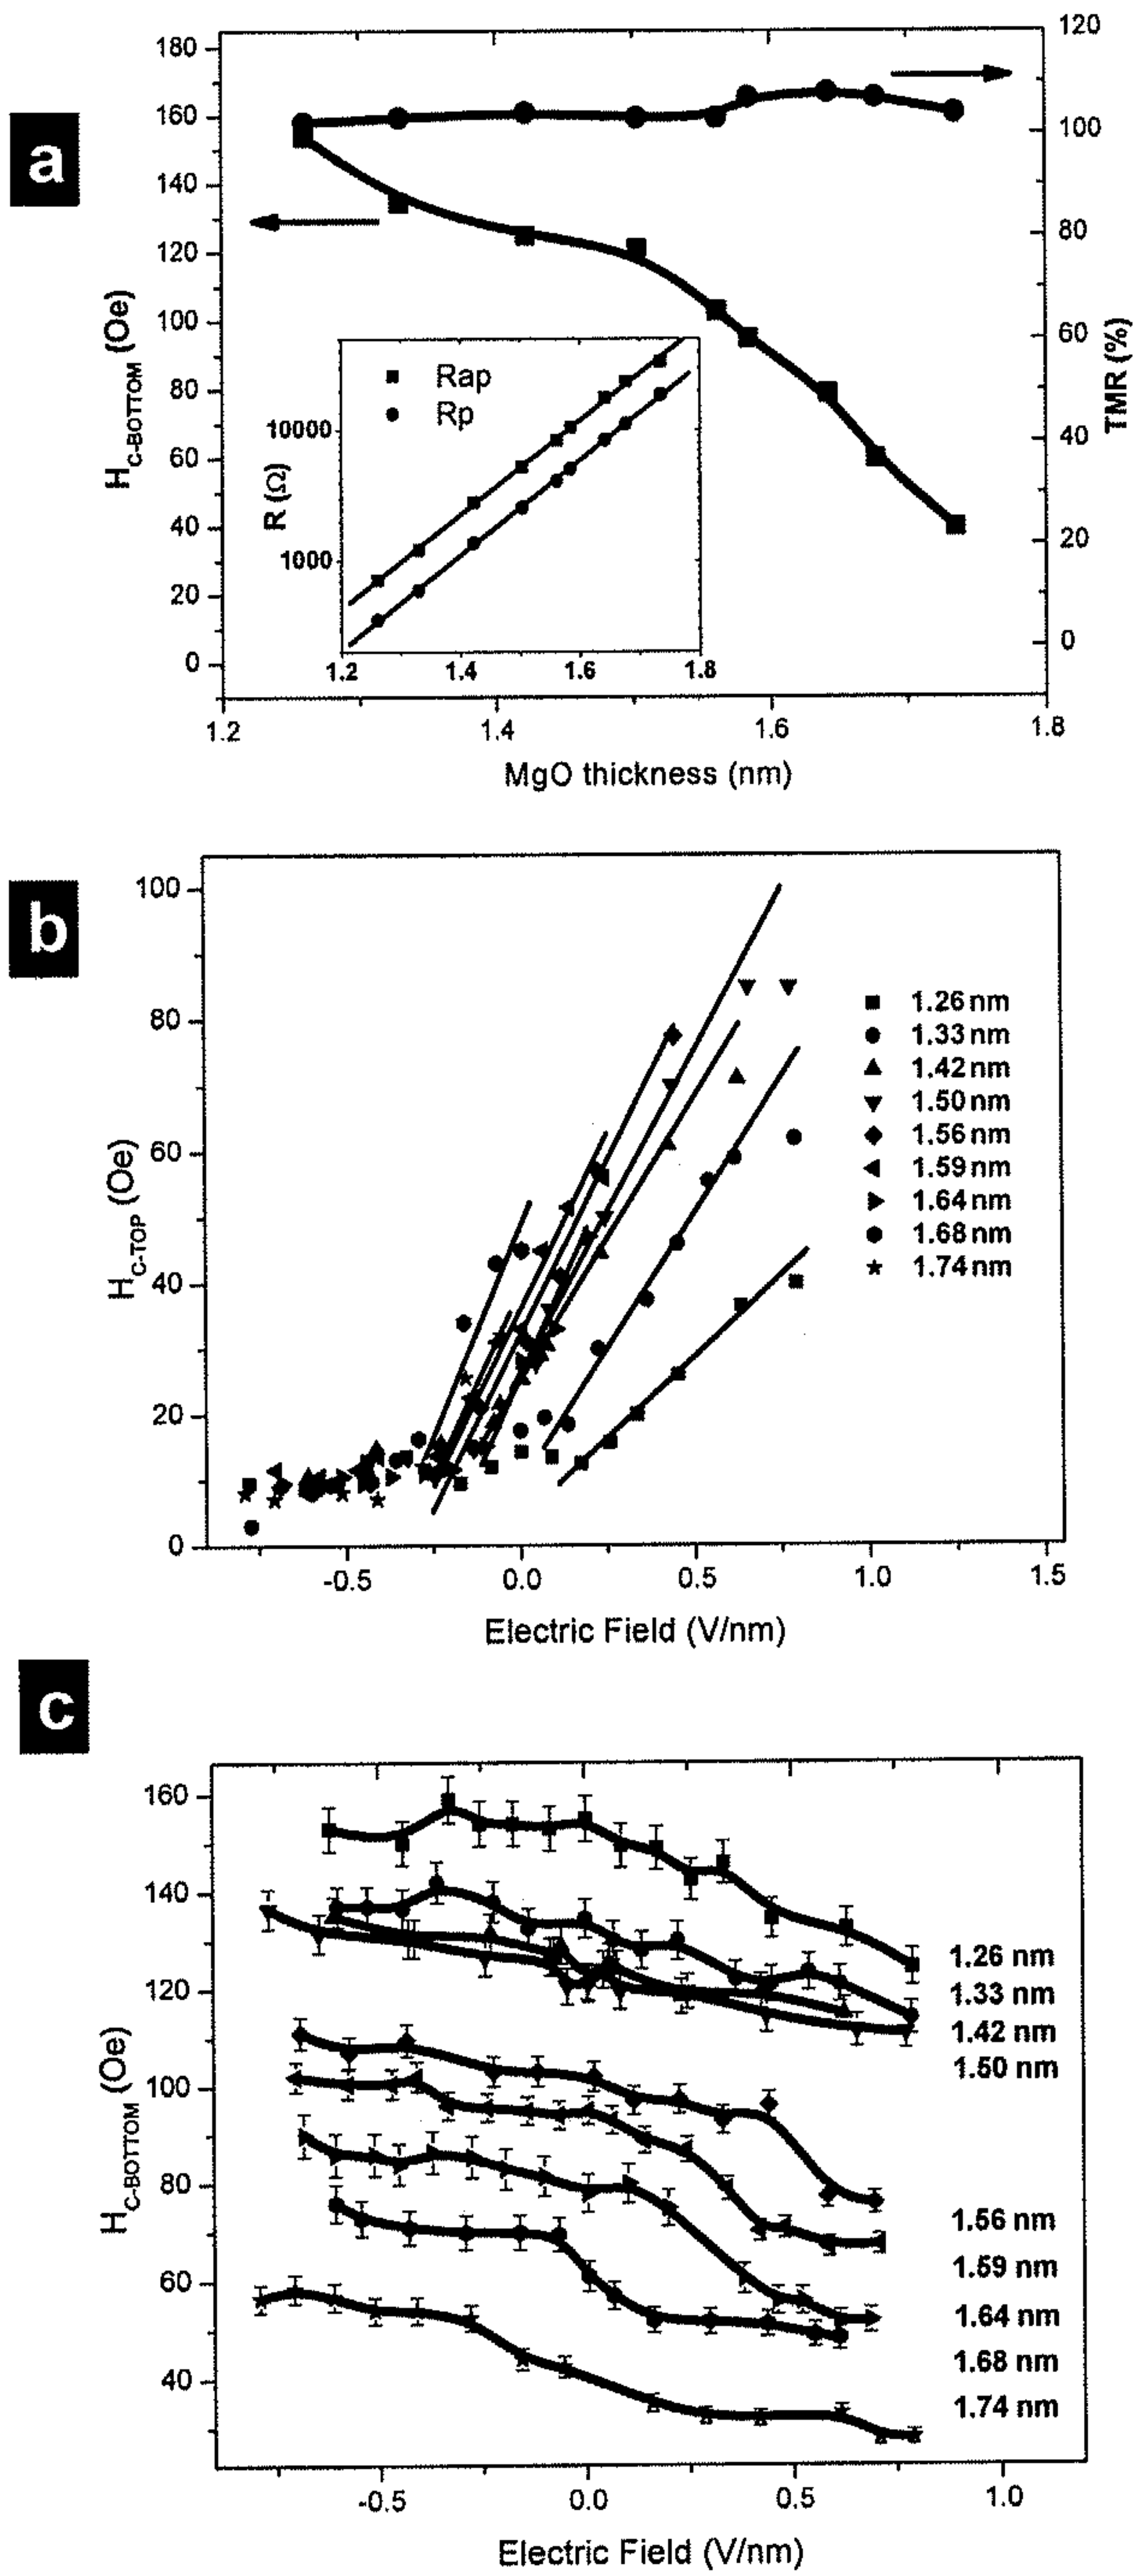 a
180
160
140
120
100
80
60
40
20
0
H_C-BOTTOM (Oe)
120
100
80
60
40
20
0
TMR (%)
Rap
Rp
10000
1000
R (Ω)
1.2 1.4 1.6 1.8
1.2 1.4 1.6 1.8
MgO thickness (nm)
b
100
80
60
40
20
0
H_C-TOP (Oe)
1.26 nm
1.33 nm
1.42 nm
1.50 nm
1.56 nm
1.59 nm
1.64 nm
1.68 nm
1.74 nm
-0.5 0.0 0.5 1.0 1.5
Electric Field (V/nm)
c
160
140
120
100
80
60
40
H_C-BOTTOM (Oe)
1.26 nm
1.33 nm
1.42 nm
1.50 nm
1.56 nm
1.59 nm
1.64 nm
1.68 nm
1.74 nm
-0.5 0.0 0.5 1.0
Electric Field (V/nm)